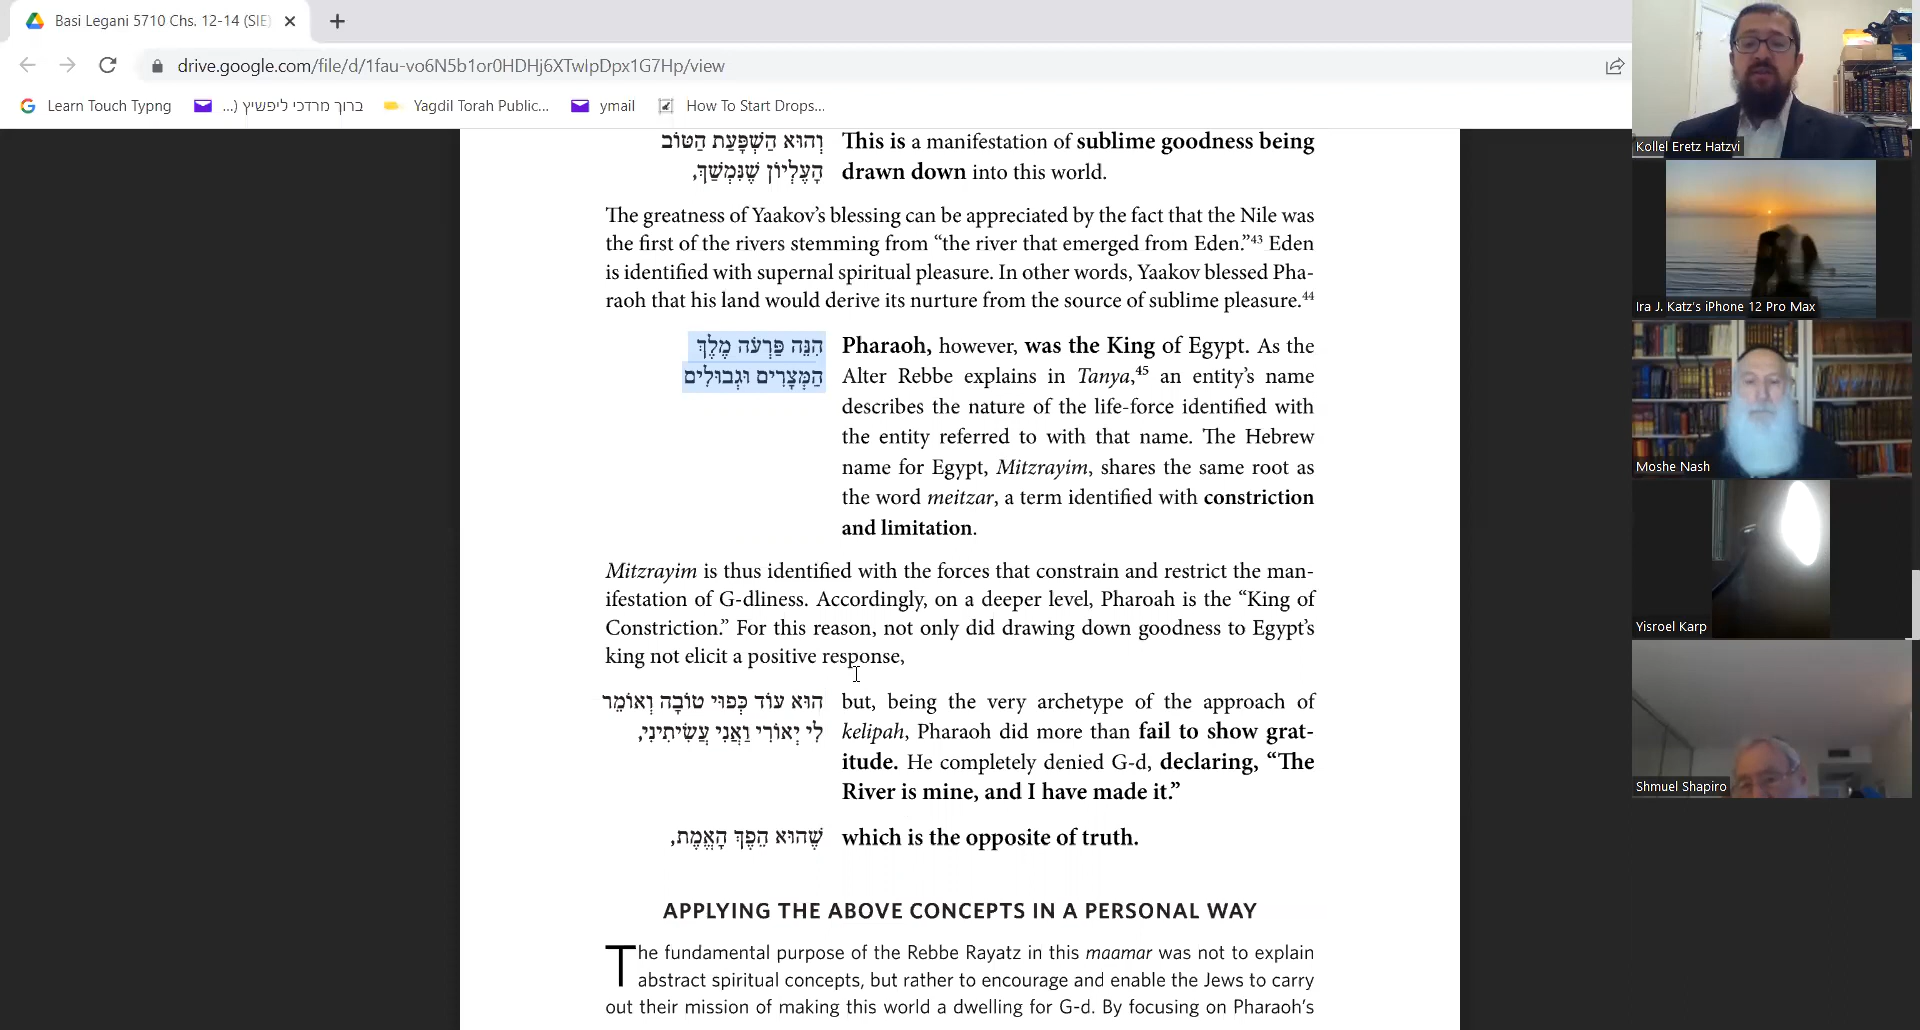 Basi Legani 5710 Chs. 12-14 (SIE)
drive.google.com/file/d/1fau-vo6N5b1or0HDHj6XTwIpDpx1G7Hp/view
Learn Touch Typng
ברוך מרדכי ליפשיץ (...
Yagdil Torah Public...
ymail
How To Start Drops...
וְהוּא הַשְׁפָּעַת הַטּוֹב
הָעֶלְיוֹן שֶׁנִּמְשַׁךְ,
This is a manifestation of sublime goodness being
drawn down into this world.
The greatness of Yaakov’s blessing can be appreciated by the fact that the Nile was
the first of the rivers stemming from “the river that emerged from Eden.”43 Eden
is identified with supernal spiritual pleasure. In other words, Yaakov blessed Pha-
raoh that his land would derive its nurture from the source of sublime pleasure.44
הִנֵּה פַּרְעֹה מֶלֶךְ
הַמְּצָרִים וּגְבוּלִים
Pharaoh, however, was the King of Egypt. As the
Alter Rebbe explains in Tanya,45 an entity’s name
describes the nature of the life-force identified with
the entity referred to with that name. The Hebrew
name for Egypt, Mitzrayim, shares the same root as
the word meitzar, a term identified with constriction
and limitation.
Mitzrayim is thus identified with the forces that constrain and restrict the man-
ifestation of G-dliness. Accordingly, on a deeper level, Pharoah is the “King of
Constriction.” For this reason, not only did drawing down goodness to Egypt’s
king not elicit a positive response,
הוּא עוֹד כְּפוּי טוֹבָה וְאוֹמֵר
לִי יְאוֹרִי וַאֲנִי עֲשִׂיתִינִי,
but, being the very archetype of the approach of
kelipah, Pharaoh did more than fail to show grat-
itude. He completely denied G-d, declaring, “The
River is mine, and I have made it.”
שֶׁהוּא הֵפֶךְ הָאֱמֶת,
which is the opposite of truth.
APPLYING THE ABOVE CONCEPTS IN A PERSONAL WAY
The fundamental purpose of the Rebbe Rayatz in this maamar was not to explain
abstract spiritual concepts, but rather to encourage and enable the Jews to carry
out their mission of making this world a dwelling for G-d. By focusing on Pharaoh’s
Kollel Eretz Hatzvi
Ira J. Katz's iPhone 12 Pro Max
Moshe Nash
Yisroel Karp
Shmuel Shapiro